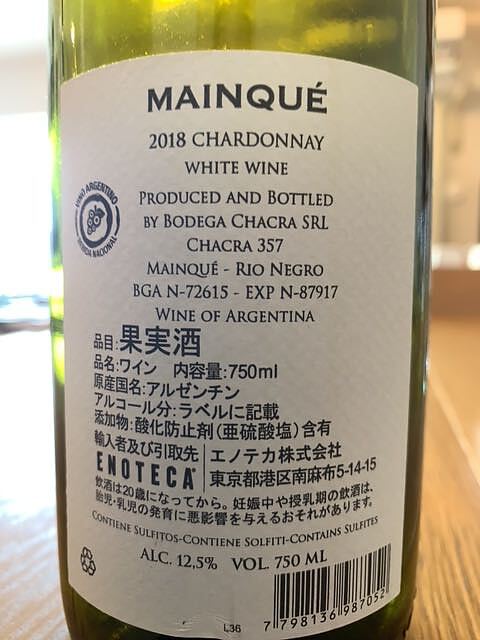 MAINQUÉ
2018 CHARDONNAY
WHITE WINE
VINO ARGENTINO
BEBIDA NACIONAL
PRODUCED AND BOTTLED
BY BODEGA CHACRA SRL
CHACRA 357
MAINQUÉ - RIO NEGRO
BGA N-72615 - EXP N-87917
WINE OF ARGENTINA
品目:果実酒
品名:ワイン 内容量:750ml
原産国名:アルゼンチン
アルコール分:ラベルに記載
添加物:酸化防止剤(亜硫酸塩)含有
輸入者及び引取先 エノテカ株式会社
ENOTECA 東京都港区南麻布5-14-15
飲酒は20歳になってから。妊娠中や授乳期の飲酒は、
胎児・乳児の発育に悪影響を与えるおそれがあります。
CONTIENE SULFITOS-CONTIENE SOLFITI-CONTAINS SULFITES
ALC. 12,5% VOL. 750 ML
L36
7 798136 987052